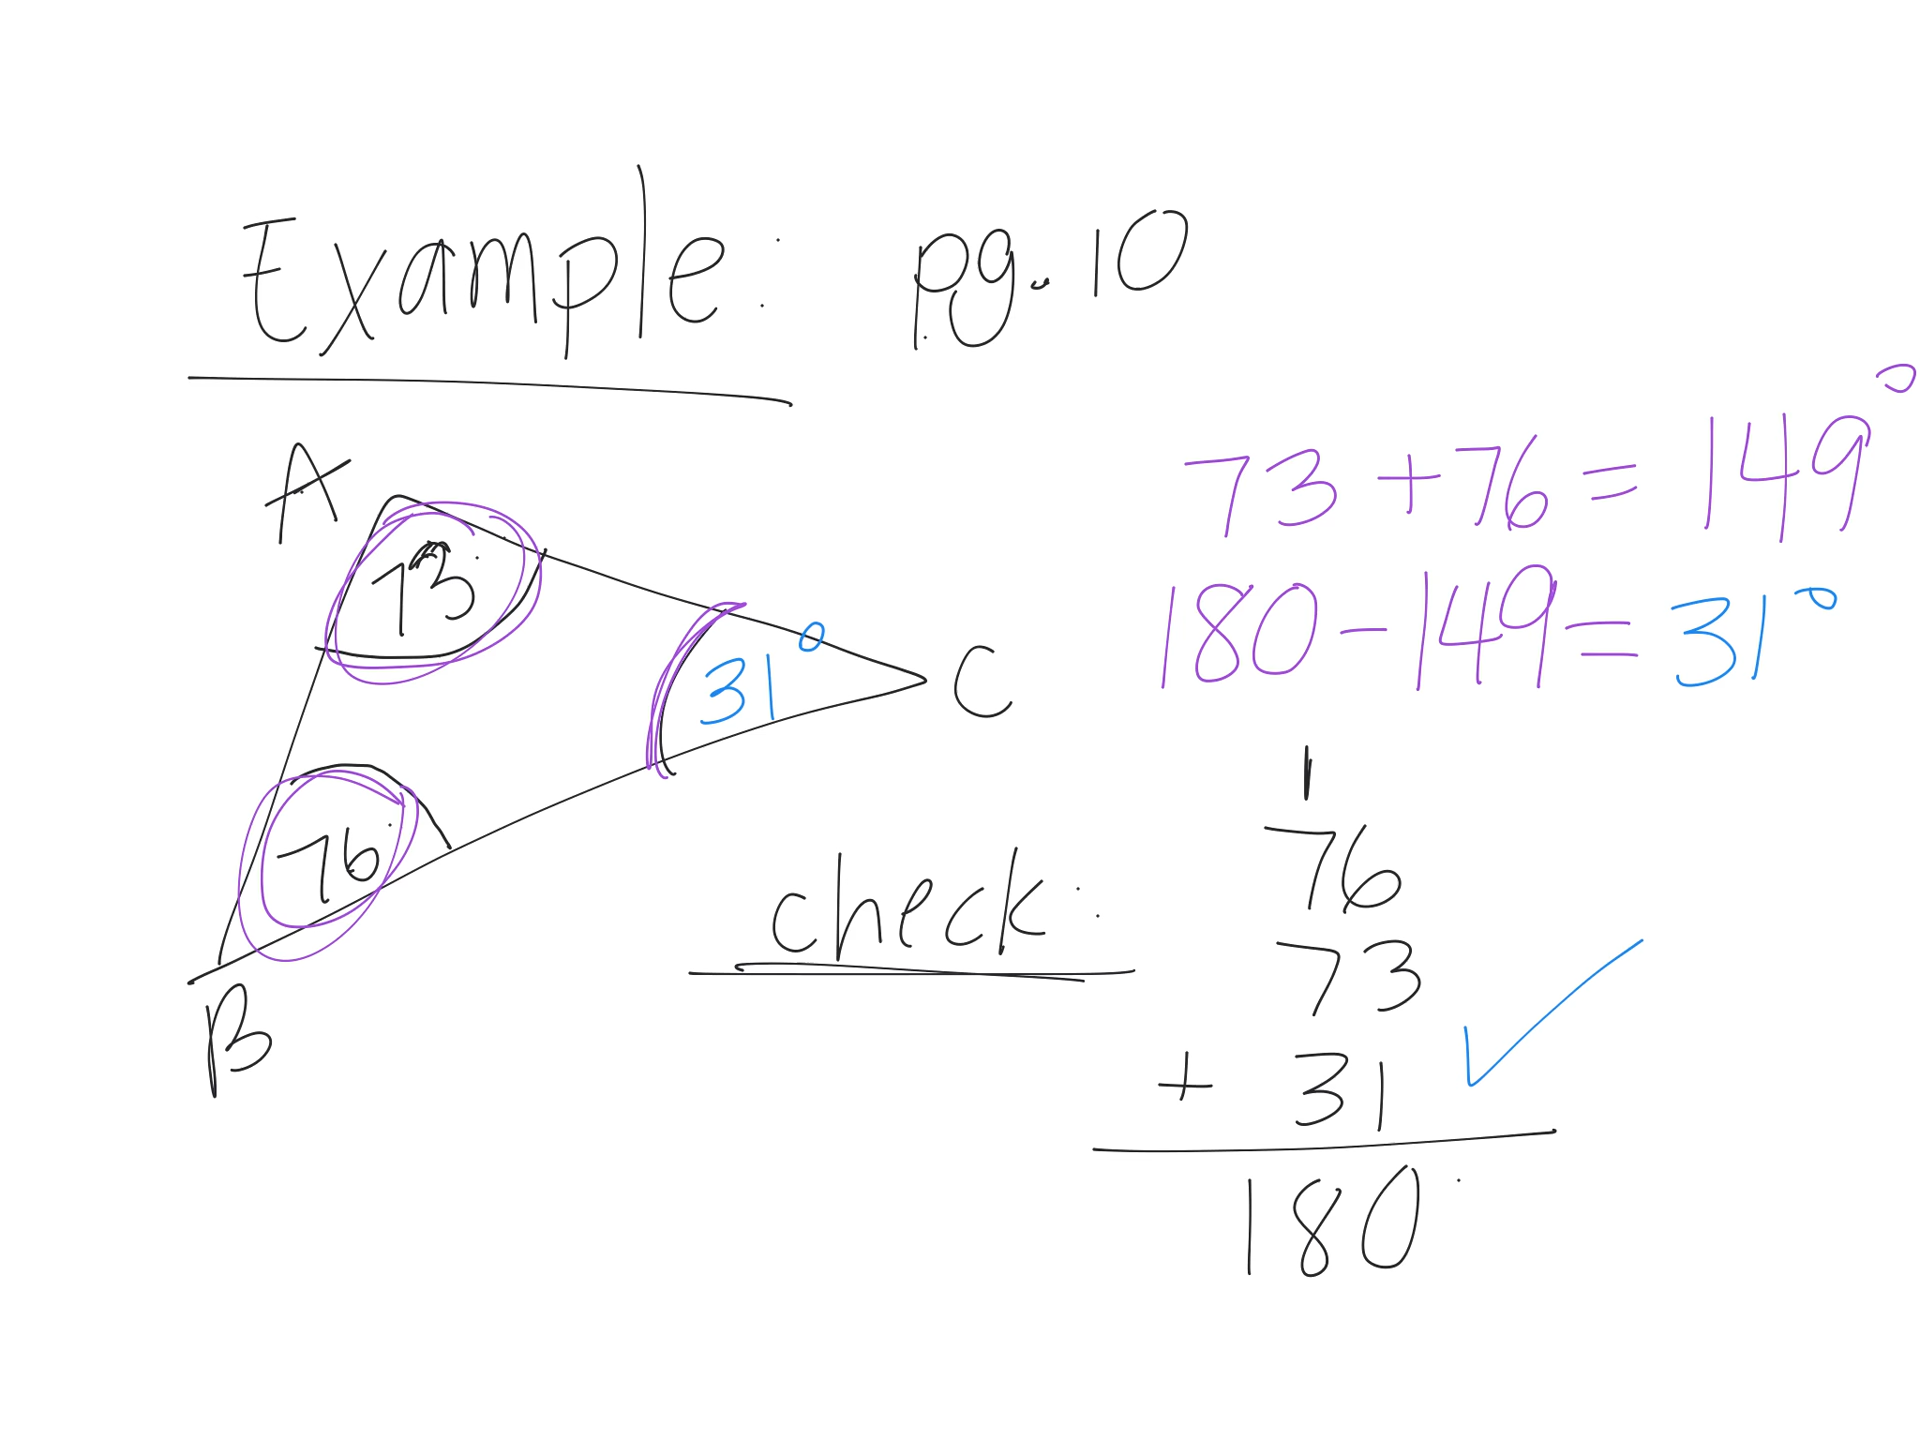 Example: pg. 10
A
73
73 + 76 = 149°
180 - 149 = 31°
31°
C
76
B
check:
1
76
73
+ 31
180